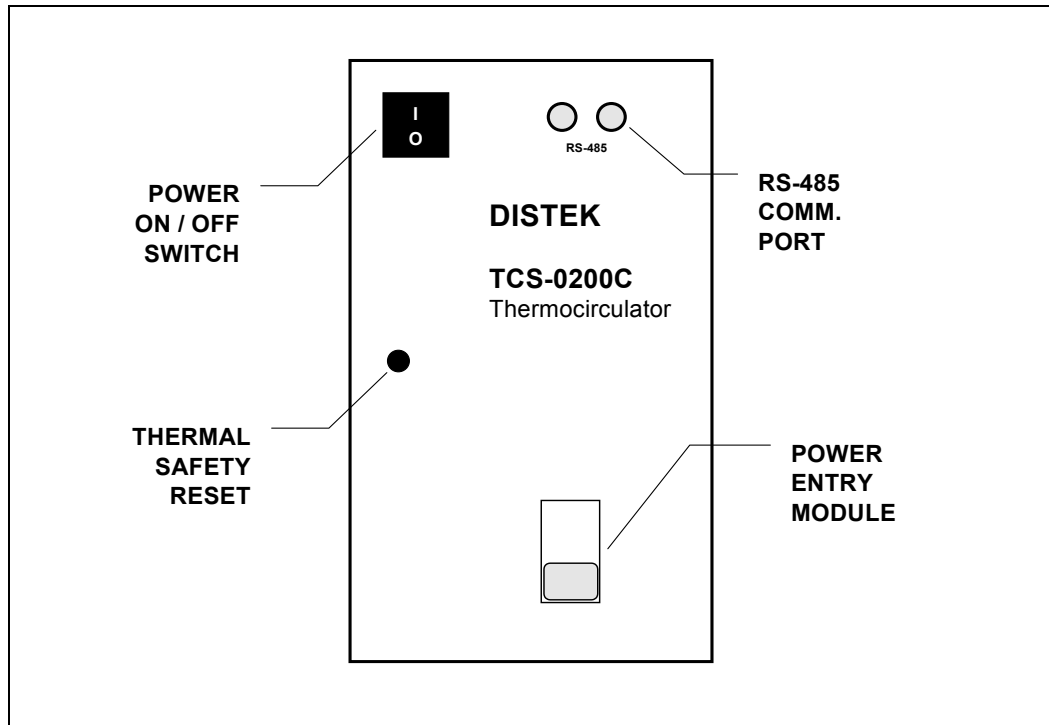 I
O
RS-485
POWER
ON / OFF
SWITCH
RS-485
COMM.
PORT
DISTEK
TCS-0200C
Thermocirculator
THERMAL
SAFETY
RESET
POWER
ENTRY
MODULE